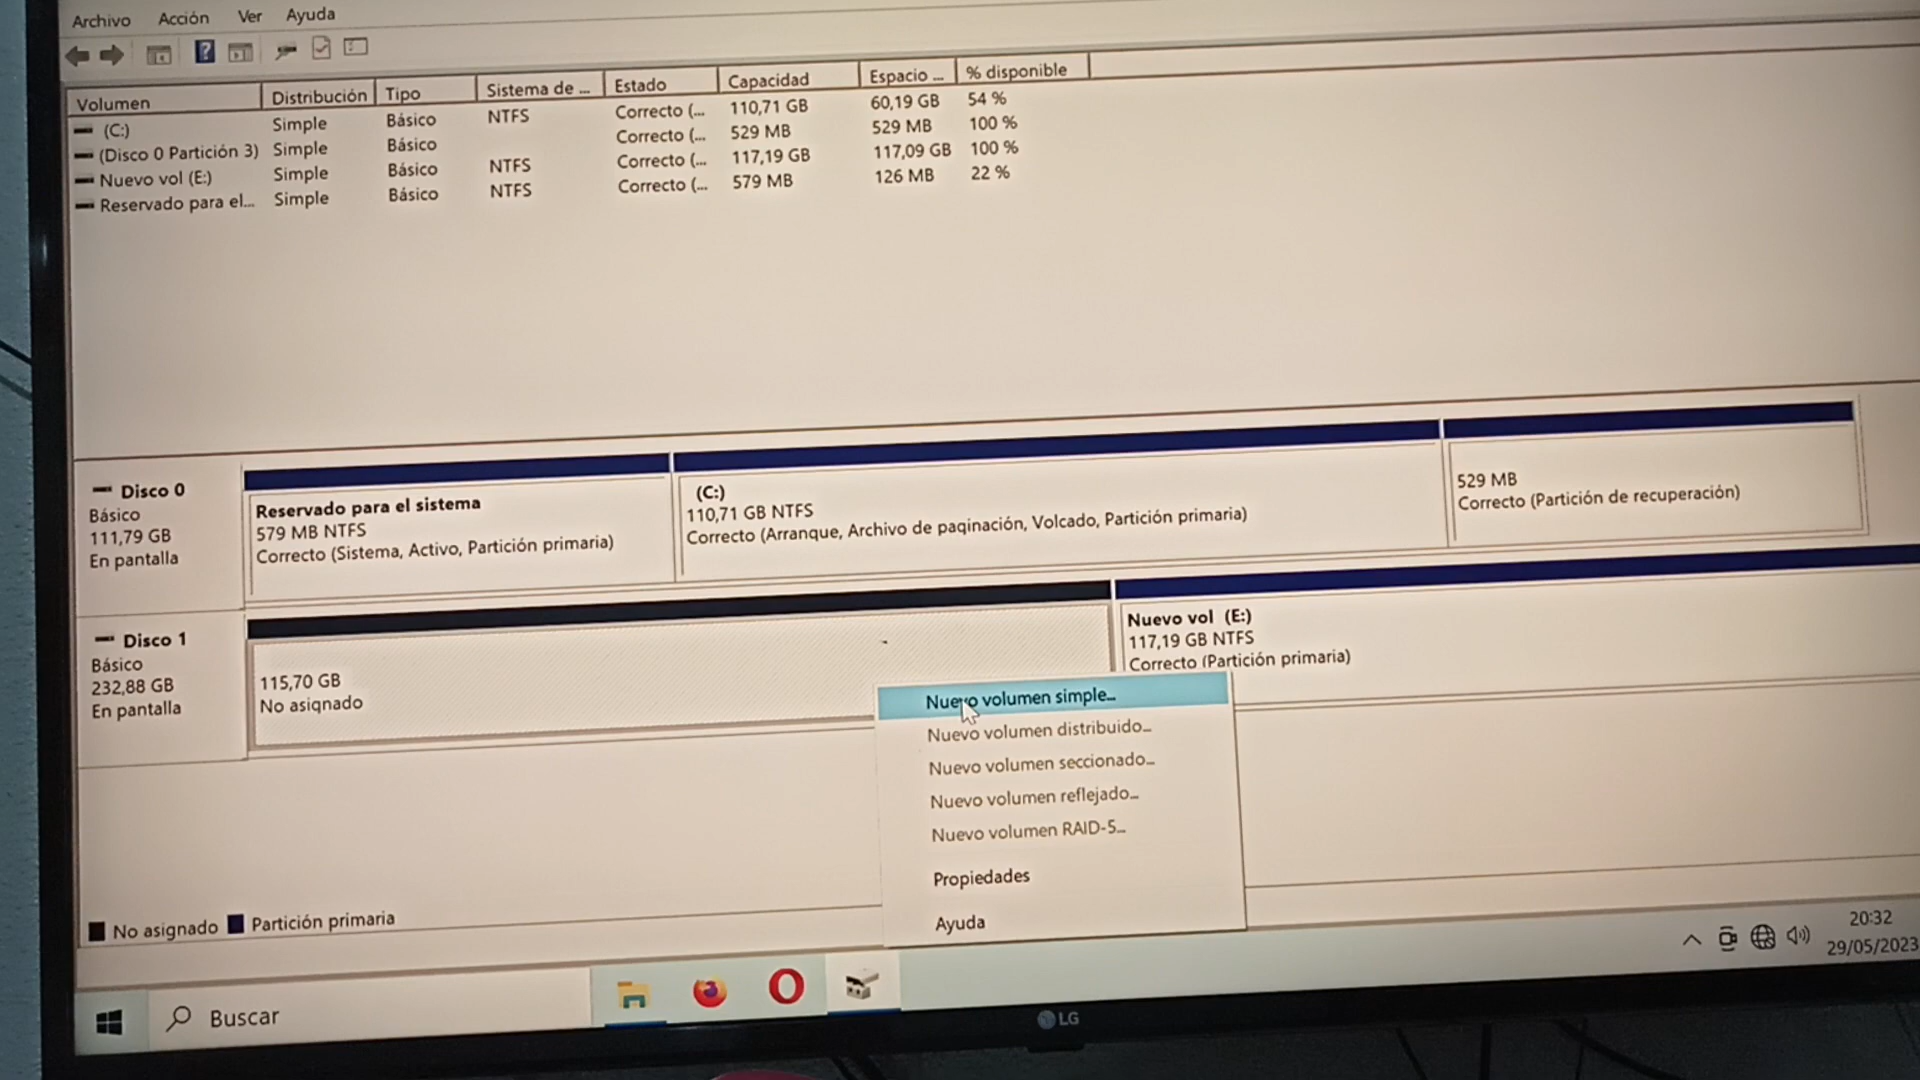 Archivo Acción Ver Ayuda
Volumen Distribución Tipo Sistema de ... Estado Capacidad Espacio ... % disponible
(C:) Simple Básico NTFS Correcto (... 110,71 GB 60,19 GB 54 %
(Disco 0 Partición 3) Simple Básico Correcto (... 529 MB 529 MB 100 %
Nuevo vol (E:) Simple Básico NTFS Correcto (... 117,19 GB 117,09 GB 100 %
Reservado para el... Simple Básico NTFS Correcto (... 579 MB 126 MB 22 %
Disco 0
Básico
111,79 GB
En pantalla
Reservado para el sistema
579 MB NTFS
Correcto (Sistema, Activo, Partición primaria)
(C:)
110,71 GB NTFS
Correcto (Arranque, Archivo de paginación, Volcado, Partición primaria)
529 MB
Correcto (Partición de recuperación)
Disco 1
Básico
232,88 GB
En pantalla
115,70 GB
No asignado
Nuevo vol (E:)
117,19 GB NTFS
Correcto (Partición primaria)
Nuevo volumen simple...
Nuevo volumen distribuido...
Nuevo volumen seccionado...
Nuevo volumen reflejado...
Nuevo volumen RAID-5...
Propiedades
Ayuda
No asignado Partición primaria
Buscar
20:32
29/05/2023
LG